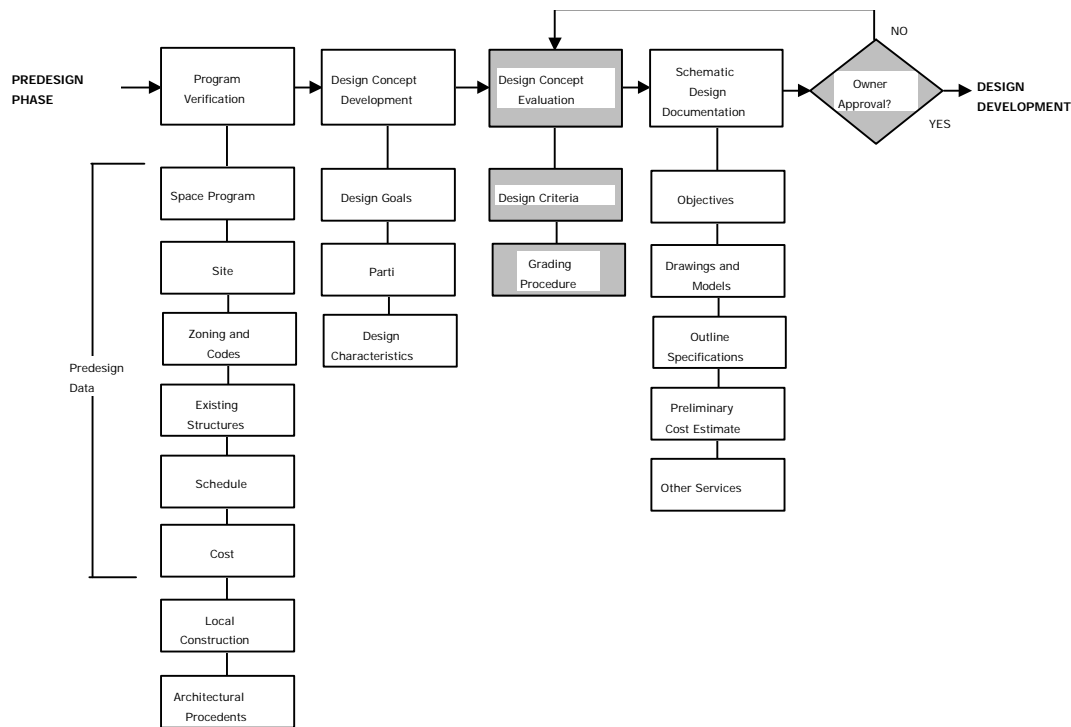 PREDESIGN
PHASE
Program
Verification
Design Concept
Development
Design Concept
Evaluation
Schematic
Design
Documentation
NO
Owner
Approval?
YES
DESIGN
DEVELOPMENT
Predesign
Data
Space Program
Site
Zoning and
Codes
Existing
Structures
Schedule
Cost
Local
Construction
Architectural
Procedents
Design Goals
Parti
Design
Characteristics
Design Criteria
Grading
Procedure
Objectives
Drawings and
Models
Outline
Specifications
Preliminary
Cost Estimate
Other Services